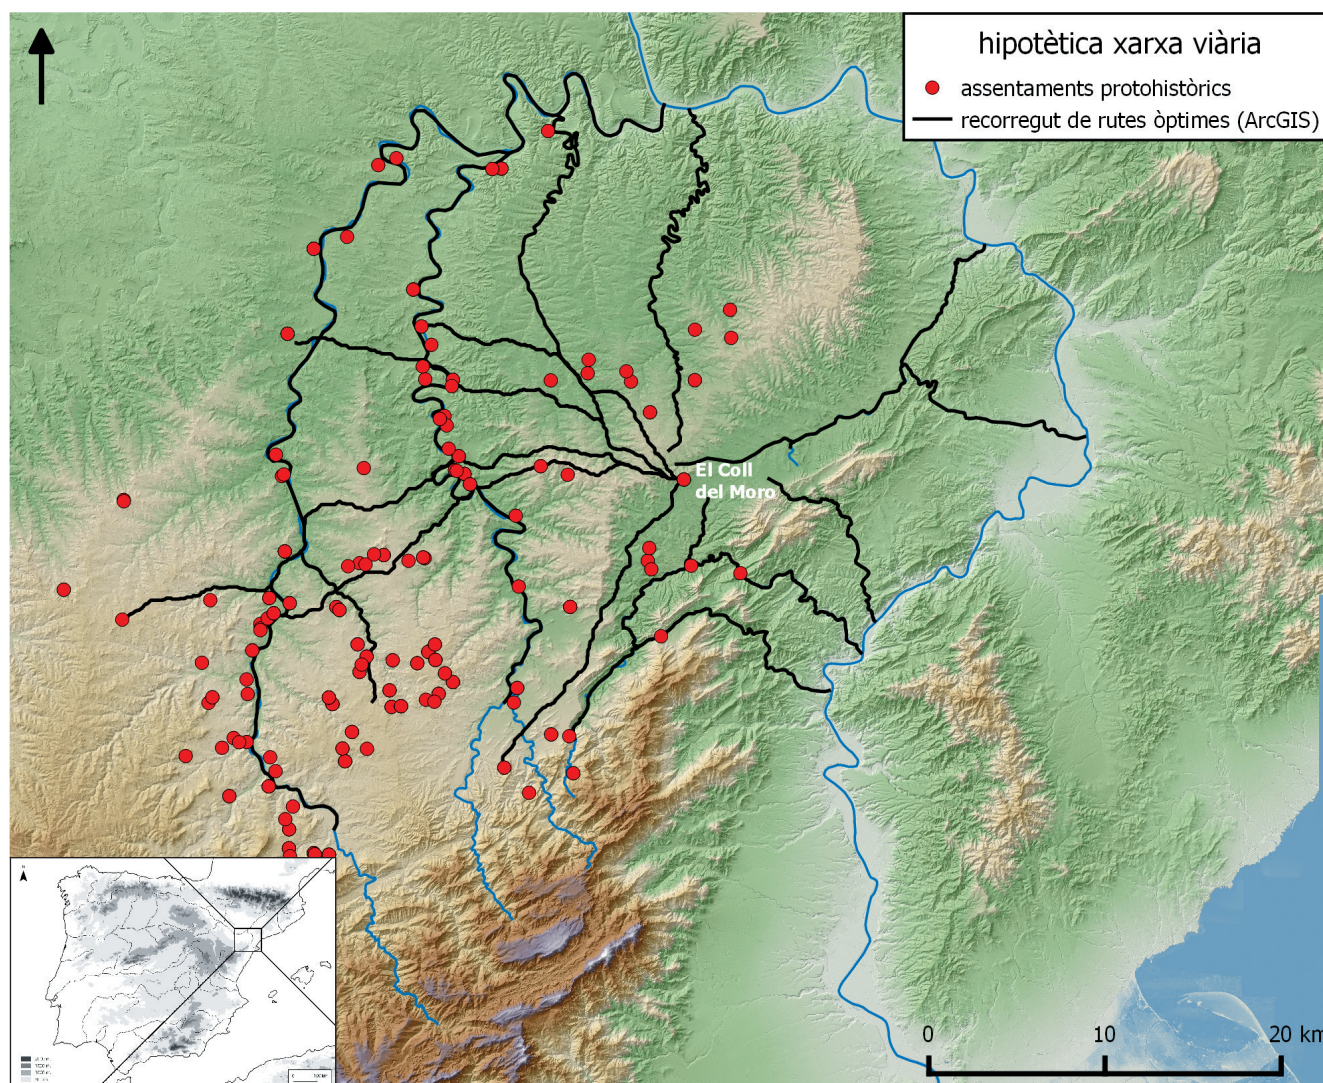 hipotètica xarxa viària
assentaments protohistòrics
recorregut de rutes òptimes (ArcGIS)
El Coll
del Moro
0 10 20 km
N